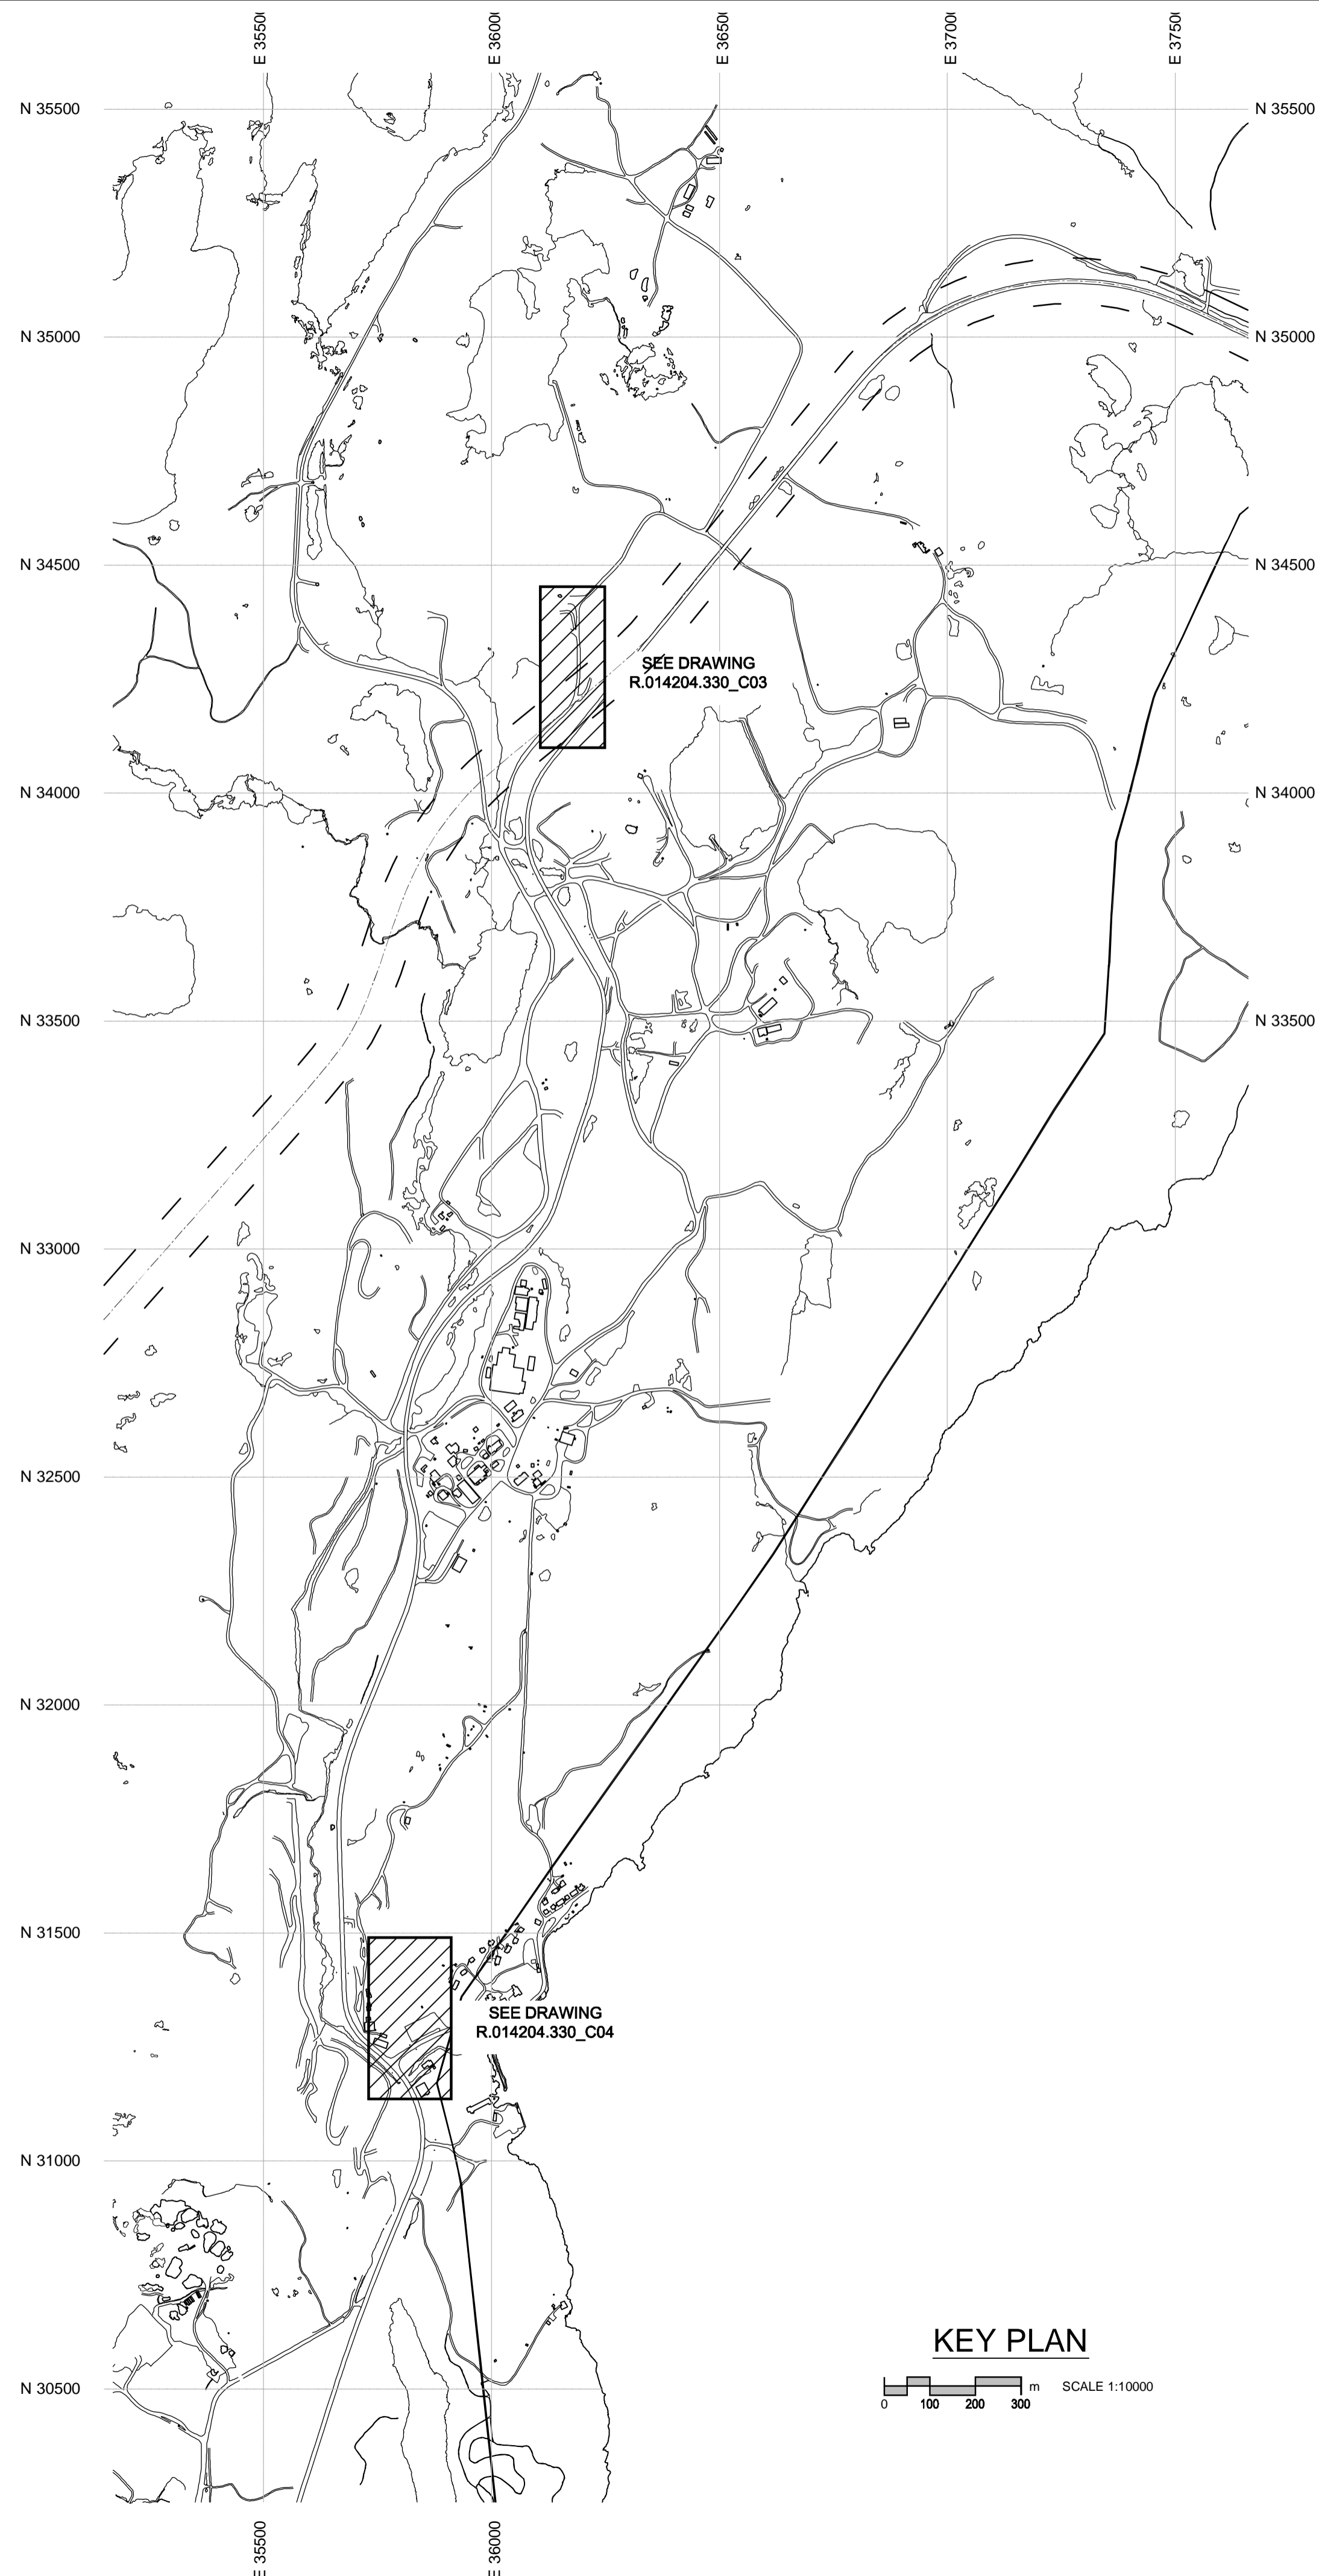 E 35500
E 36000
E 36500
E 37000
E 37500
N 35500
N 35500
N 35000
N 35000
N 34500
N 34500
SEE DRAWING
R.014204.330_C03
N 34000
N 34000
N 33500
N 33500
N 33000
N 32500
N 32000
N 31500
SEE DRAWING
R.014204.330_C04
N 31000
KEY PLAN
N 30500
m SCALE 1:10000
0 100 200 300
E 35500
E 36000